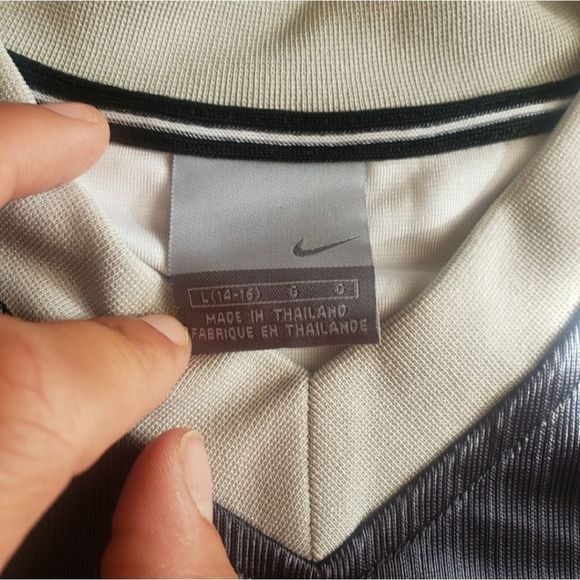 L(14-16) G G
MADE IN THAILAND
FABRIQUE EN THAILANDE